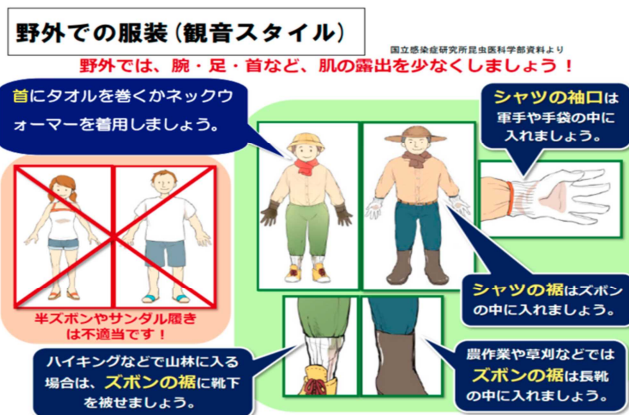 野外での服装(観音スタイル)
国立感染症研究所昆虫医科学部資料より
野外では、腕・足・首など、肌の露出を少なくしましょう！
首にタオルを巻くかネックウ
ォーマーを着用しましょう。
シャツの袖口は
軍手や手袋の中に
入れましょう。
半ズボンやサンダル履き
は不適当です！
シャツの裾はズボン
の中に入れましょう。
ハイキングなどで山林に入る
場合は、ズボンの裾に靴下
を被せましょう。
農作業や草刈などでは
ズボンの裾は長靴
の中に入れましょう。